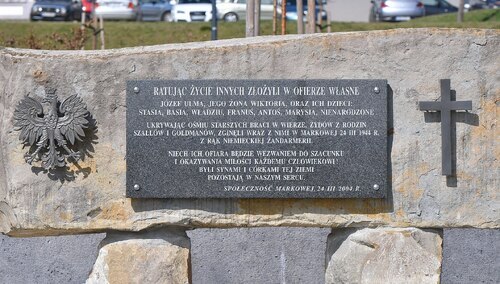 RATUJĄC ŻYCIE INNYCH ZŁOŻYLI W OFIERZE WŁASNE
JÓZEF ULMA, JEGO ŻONA WIKTORIA, ORAZ ICH DZIECI:
STASIA, BASIA, WŁADZIU, FRANUŚ, ANTOŚ, MARYSIA, NIENARODZONE
UKRYWAJĄC OŚMIU STARSZYCH BRACI W WIERZE, ŻYDÓW Z RODZIN
SZALLÓW I GOLDMANÓW, ZGINĘLI WRAZ Z NIMI W MARKOWEJ 24 III 1944 R.
Z RĄK NIEMIECKIEJ ŻANDARMERII.
NIECH ICH OFIARA BĘDZIE WEZWANIEM DO SZACUNKU
I OKAZYWANIA MIŁOŚCI KAŻDEMU CZŁOWIEKOWI!
BYLI SYNAMI I CÓRKAMI TEJ ZIEMI
POZOSTAJĄ W NASZYM SERCU.
SPOŁECZNOŚĆ MARKOWEJ, 24 III 2004 R.